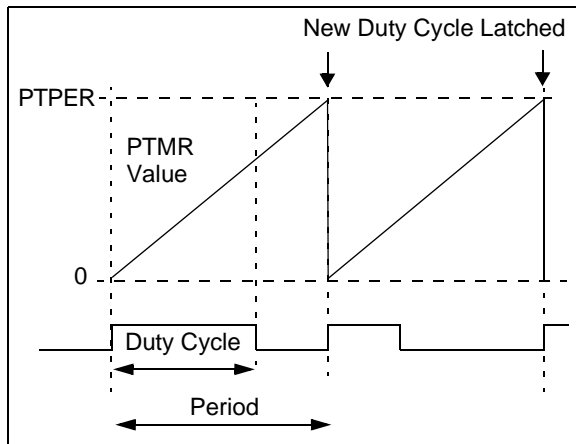 New Duty Cycle Latched
PTPER
PTMR
Value
0
Duty Cycle
Period